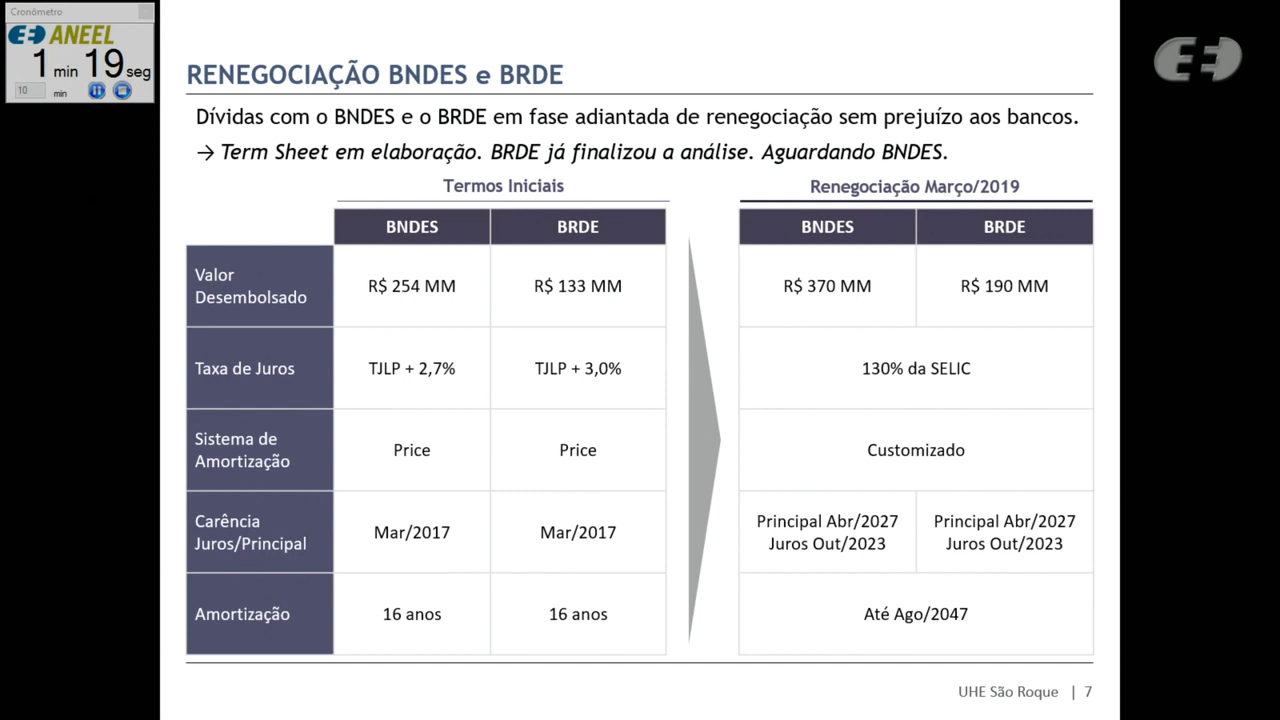 Cronômetro
ANEEL
1 min 19 seg
10 min
RENEGOCIAÇÃO BNDES e BRDE
Dívidas com o BNDES e o BRDE em fase adiantada de renegociação sem prejuízo aos bancos.
→ Term Sheet em elaboração. BRDE já finalizou a análise. Aguardando BNDES.
Termos Iniciais
Renegociação Março/2019
BNDES BRDE BNDES BRDE
Valor
Desembolsado
R$ 254 MM R$ 133 MM R$ 370 MM R$ 190 MM
Taxa de Juros TJLP + 2,7% TJLP + 3,0% 130% da SELIC
Sistema de
Amortização
Price Price Customizado
Carência
Juros/Principal
Mar/2017 Mar/2017
Principal Abr/2027
Juros Out/2023
Principal Abr/2027
Juros Out/2023
Amortização 16 anos 16 anos Até Ago/2047
UHE São Roque | 7